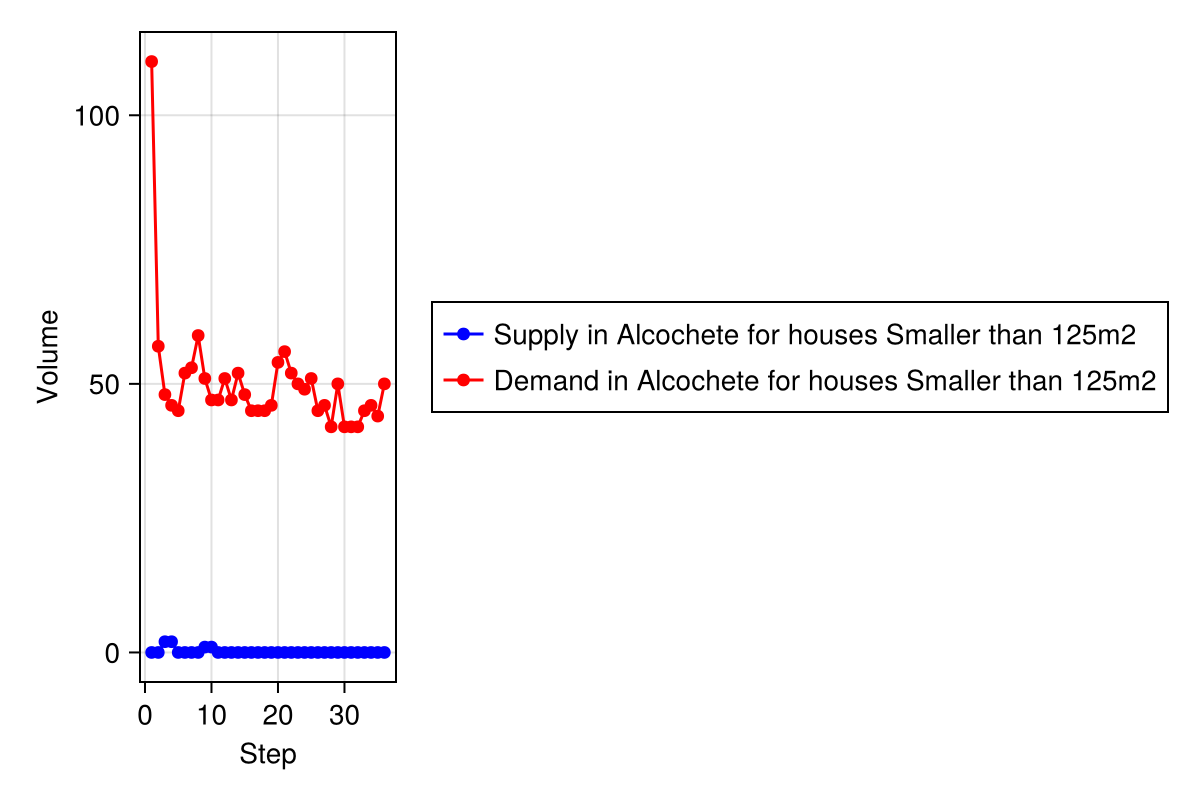 Volume
100
50
0
0 10 20 30
Step
Supply in Alcochete for houses Smaller than 125m2
Demand in Alcochete for houses Smaller than 125m2